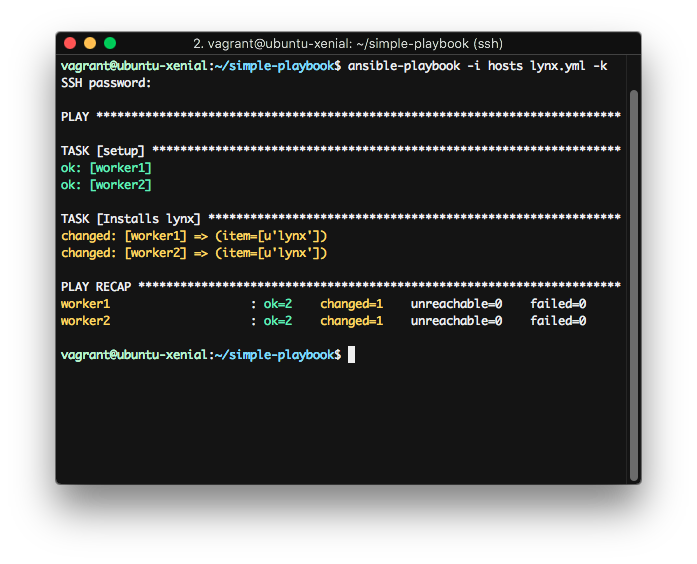 2. vagrant@ubuntu-xenial: ~/simple-playbook (ssh)
vagrant@ubuntu-xenial:~/simple-playbook$ ansible-playbook -i hosts lynx.yml -k
SSH password:
PLAY ***************************************************************************
TASK [setup] *******************************************************************
ok: [worker1]
ok: [worker2]
TASK [Installs lynx] ***********************************************************
changed: [worker1] => (item=[u'lynx'])
changed: [worker2] => (item=[u'lynx'])
PLAY RECAP *********************************************************************
worker1                    : ok=2    changed=1    unreachable=0    failed=0
worker2                    : ok=2    changed=1    unreachable=0    failed=0
vagrant@ubuntu-xenial:~/simple-playbook$